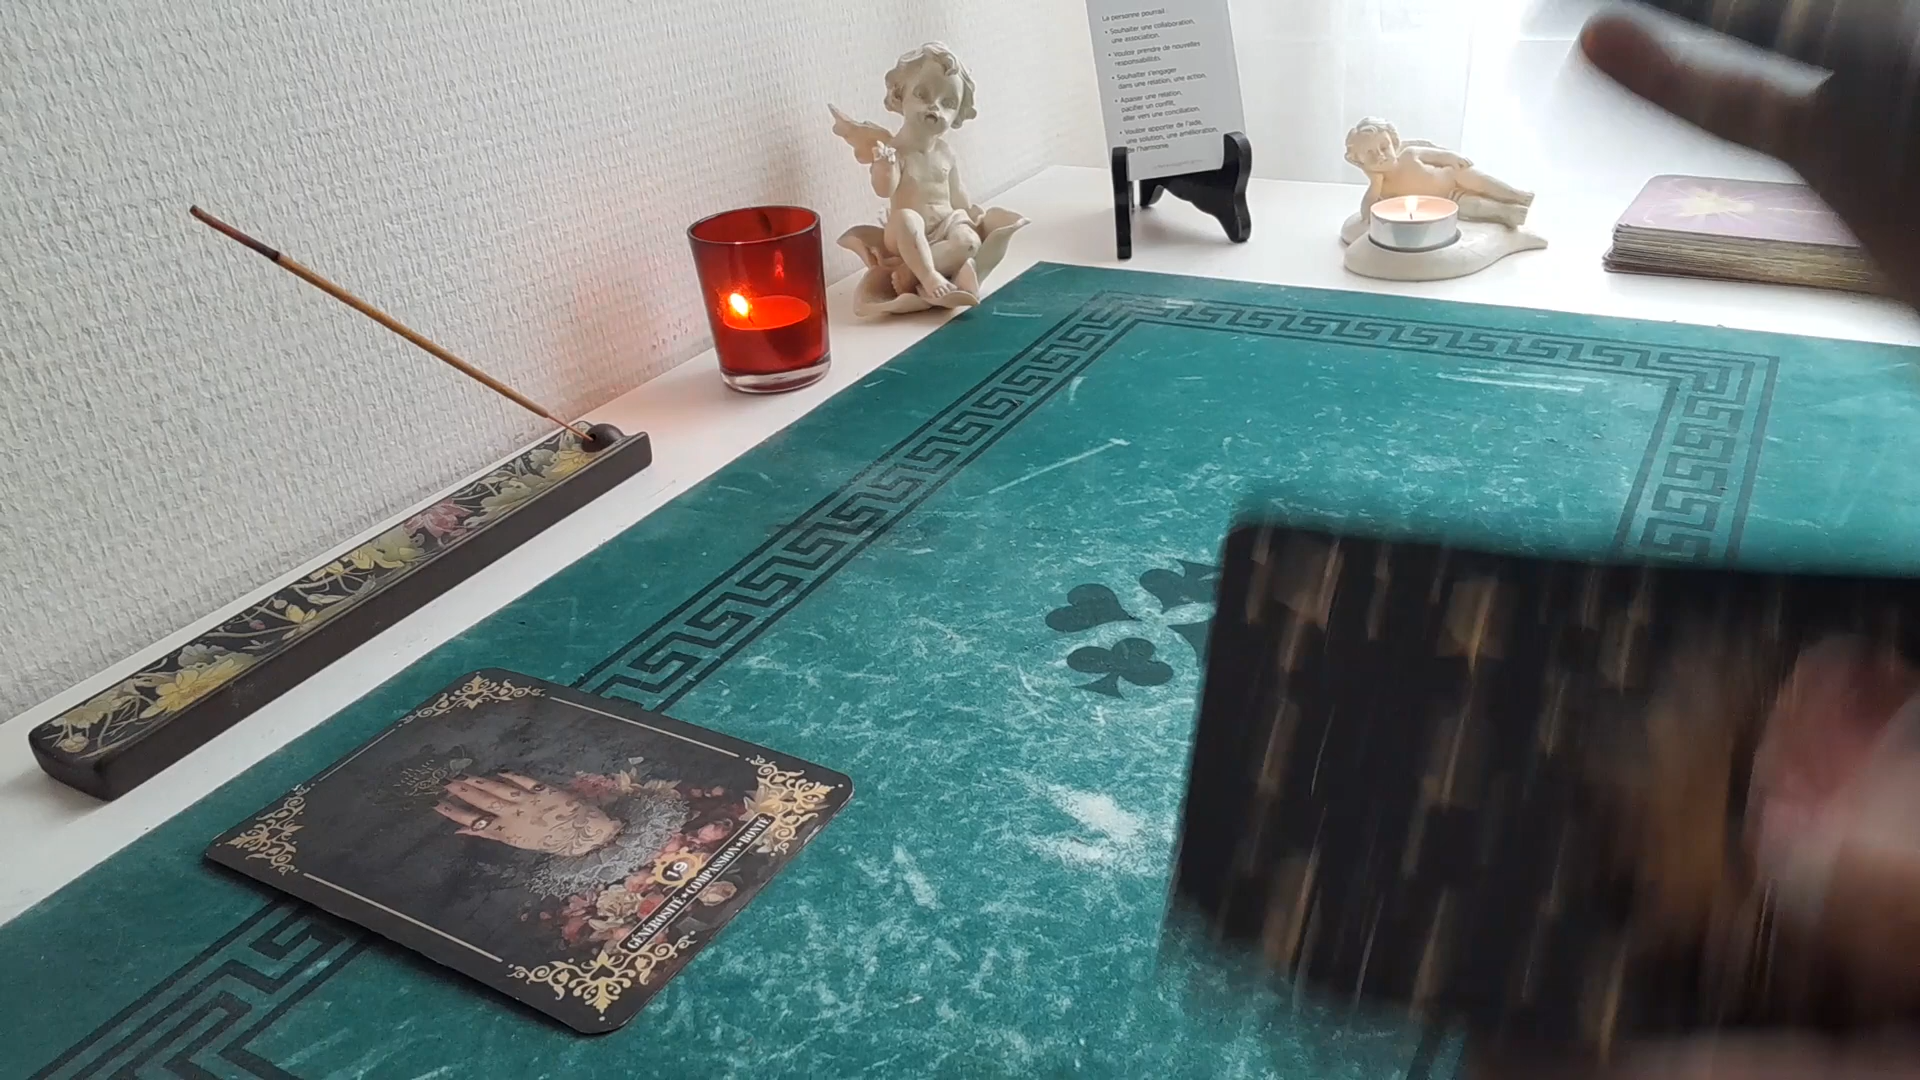 La personne pourrait :
• Souhaiter une collaboration,
une association.
• Vouloir prendre de nouvelles
responsabilités.
• Souhaiter s'engager
dans une relation, une action.
• Apaiser une relation,
pacifier un conflit,
aller vers une conciliation.
• Vouloir apporter de l'aide,
une solution, une amélioration,
de l'harmonie.
19
GÉNÉROSITÉ • COMPASSION • BONTÉ